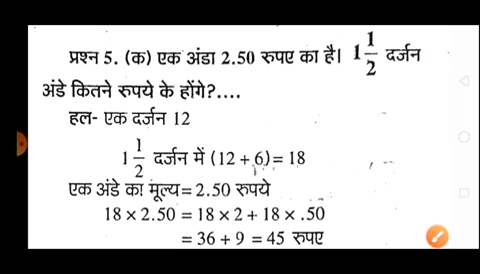 प्रश्न 5. (क) एक अंडा 2.50 रुपए का है। 1 1/2 दर्जन
अंडे कितने रुपये के होंगे?....
हल- एक दर्जन 12
1 1/2 दर्जन में (12 + 6) = 18
एक अंडे का मूल्य = 2.50 रुपये
18 × 2.50 = 18 × 2 + 18 × .50
= 36 + 9 = 45 रुपए